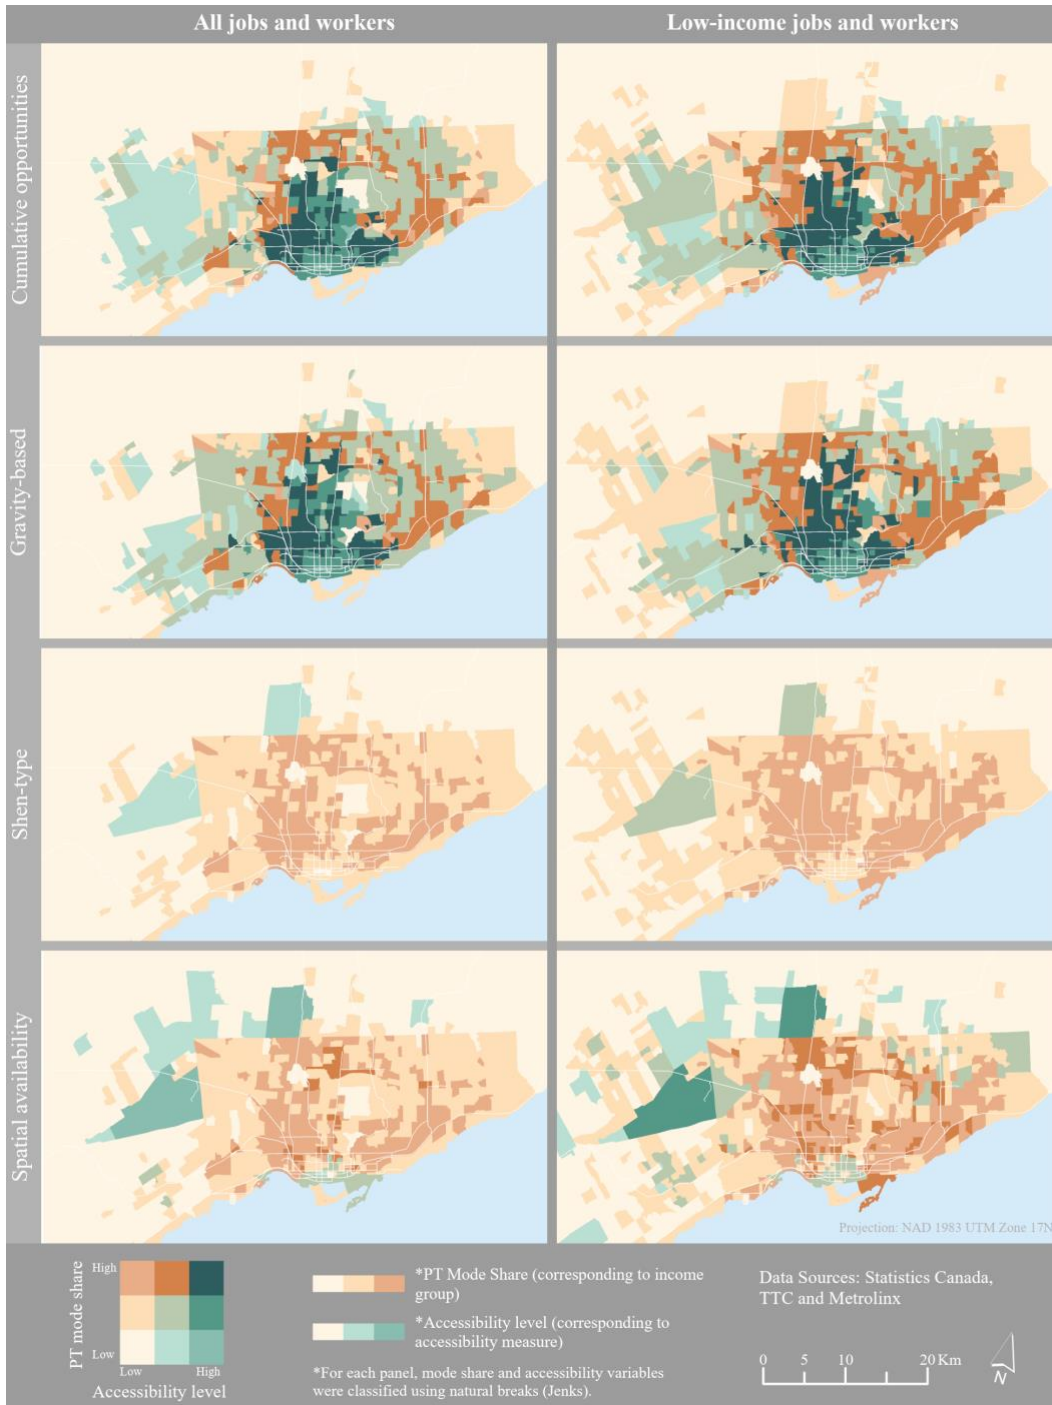 All jobs and workers
Low-income jobs and workers
Cumulative opportunities
Gravity-based
Shen-type
Spatial availability
Projection: NAD 1983 UTM Zone 17N
PT mode share
High
Low
Low
High
Accessibility level
*PT Mode Share (corresponding to income
group)
*Accessibility level (corresponding to
accessibility measure)
*For each panel, mode share and accessibility variables
were classified using natural breaks (Jenks).
Data Sources: Statistics Canada,
TTC and Metrolinx
0 5 10 20 Km
N